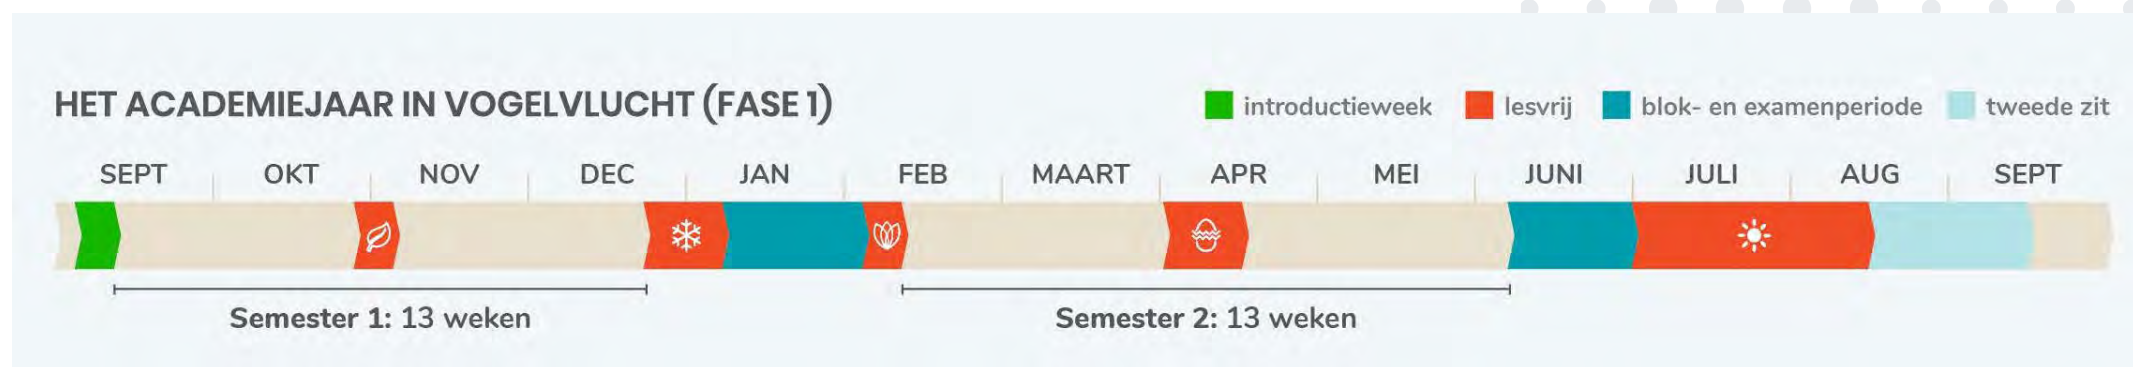 HET ACADEMIEJAAR IN VOGELVLUCHT (FASE 1)
introductieweek lesvrij blok- en examenperiode tweede zit
SEPT OKT NOV DEC JAN FEB MAART APR MEI JUNI JULI AUG SEPT
Semester 1: 13 weken Semester 2: 13 weken